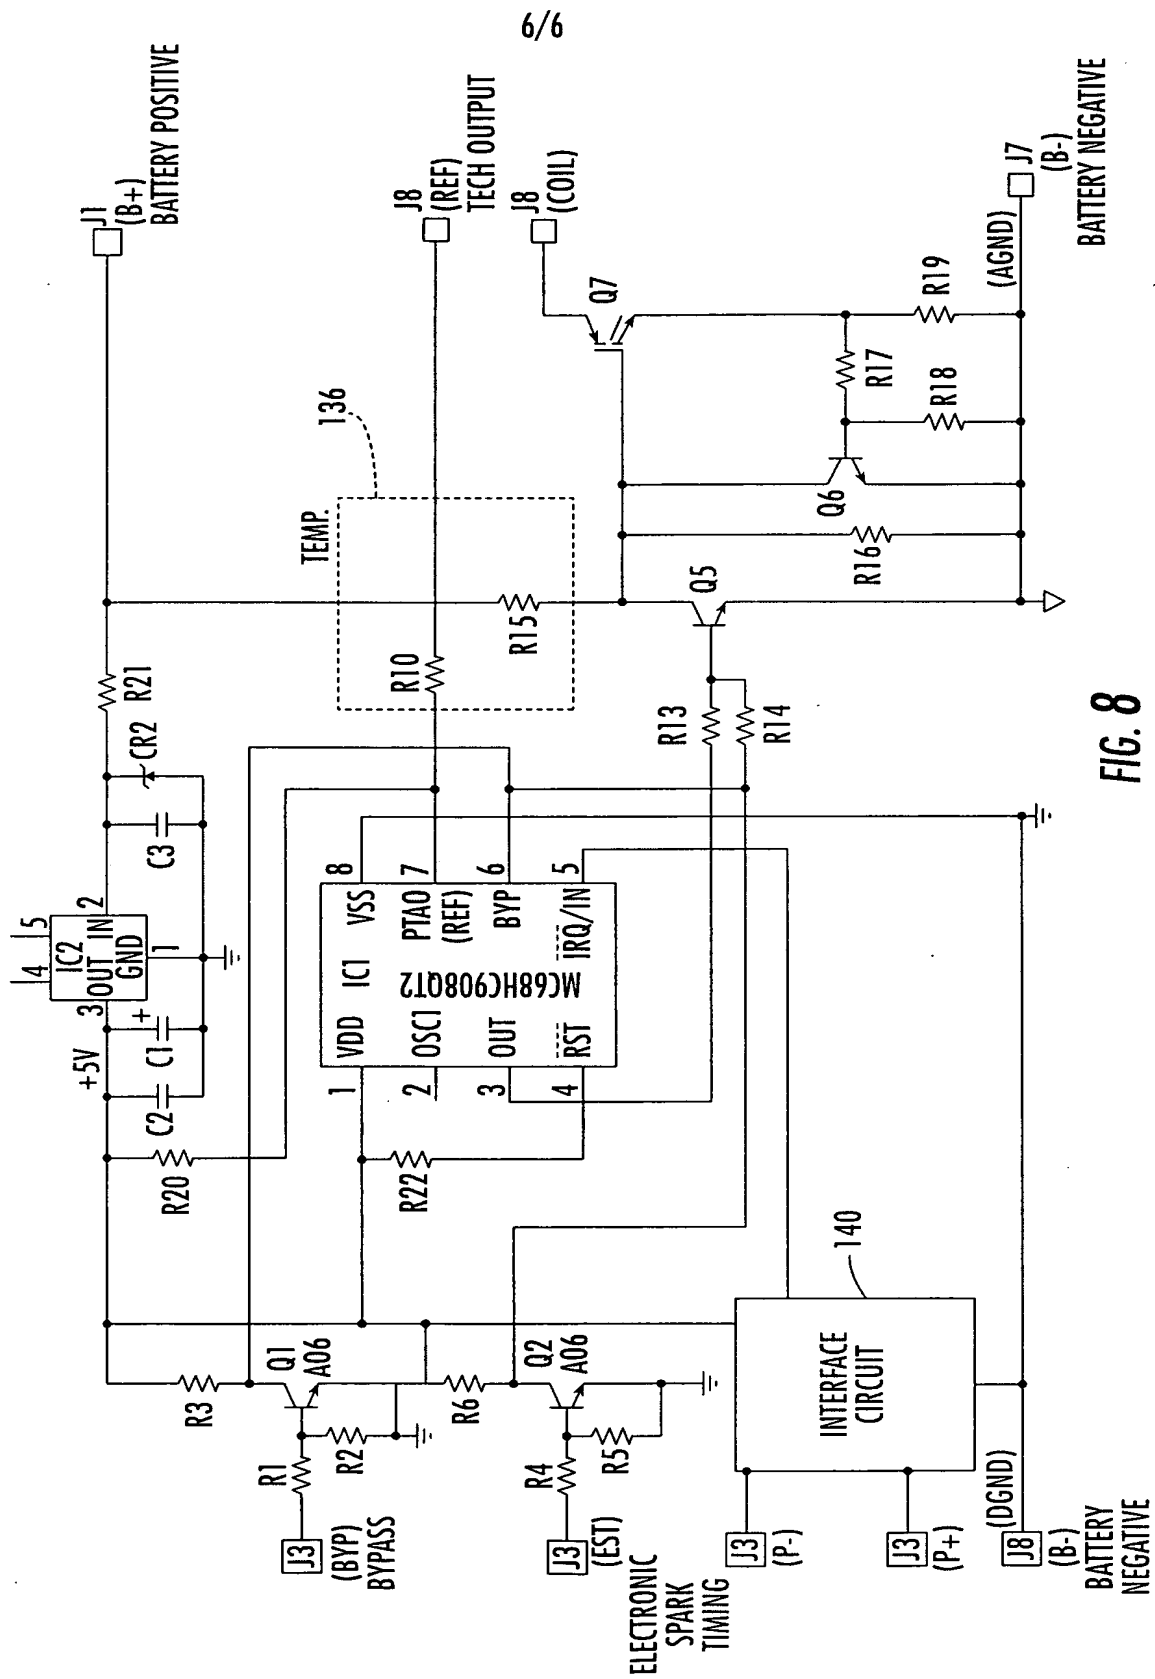 9/9
J1
(B+)
BATTERY POSITIVE
J8
(REF)
TECH OUTPUT
J8
(COIL)
J7
(B-)
BATTERY NEGATIVE
(AGND)
136
TEMP.
R21
CR2
C3
4
5
IC2
OUT
IN
GND
3
2
1
+5V
+
C1
C2
R20
R10
R15
Q7
R19
R17
R18
Q6
R16
Q5
R13
R14
8
7
6
5
VSS
PTAO
(REF)
BYP
IRQ/IN
IC1
MC68HC908QT2
VDD
OSC1
OUT
RST
1
2
3
4
R22
R3
Q1
A06
R1
R2
J3
(BYP)
BYPASS
R6
Q2
A06
R4
R5
J3
(EST)
ELECTRONIC
SPARK
TIMING
140
INTERFACE
CIRCUIT
J3
(P-)
J3
(P+)
(DGND)
J8
(B-)
BATTERY
NEGATIVE
FIG. 8